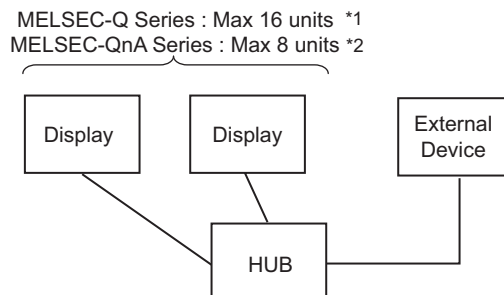 MELSEC-Q Series : Max 16 units *1
MELSEC-QnA Series : Max 8 units *2
Display
Display
External
Device
HUB